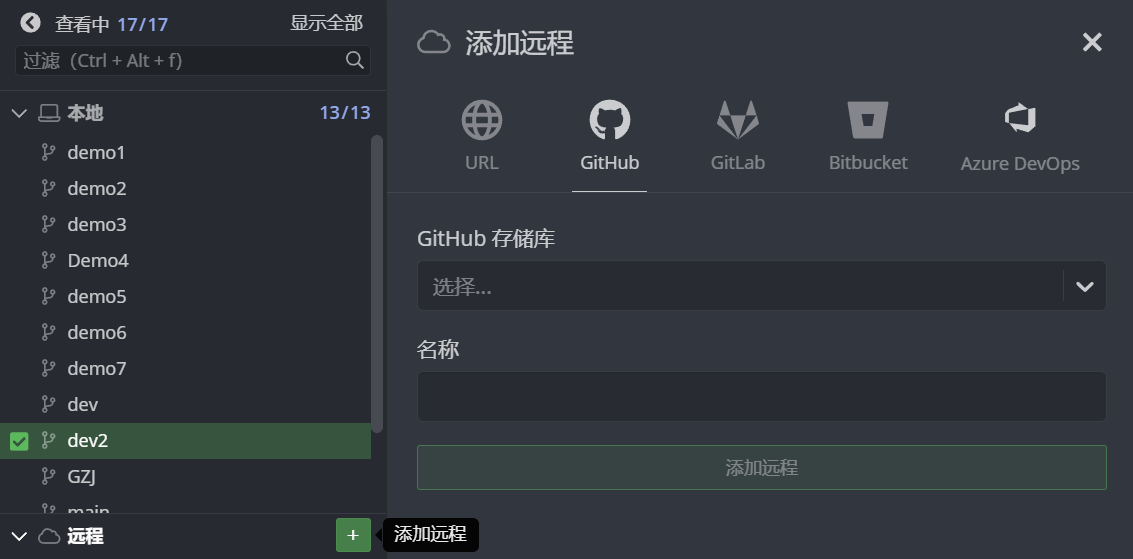 查看中 17/17 显示全部
过滤（Ctrl + Alt + f）
本地 13/13
demo1
demo2
demo3
Demo4
demo5
demo6
demo7
dev
dev2
GZJ
main
远程
+
添加远程
添加远程
URL
GitHub
GitLab
Bitbucket
Azure DevOps
GitHub 存储库
选择...
名称
添加远程